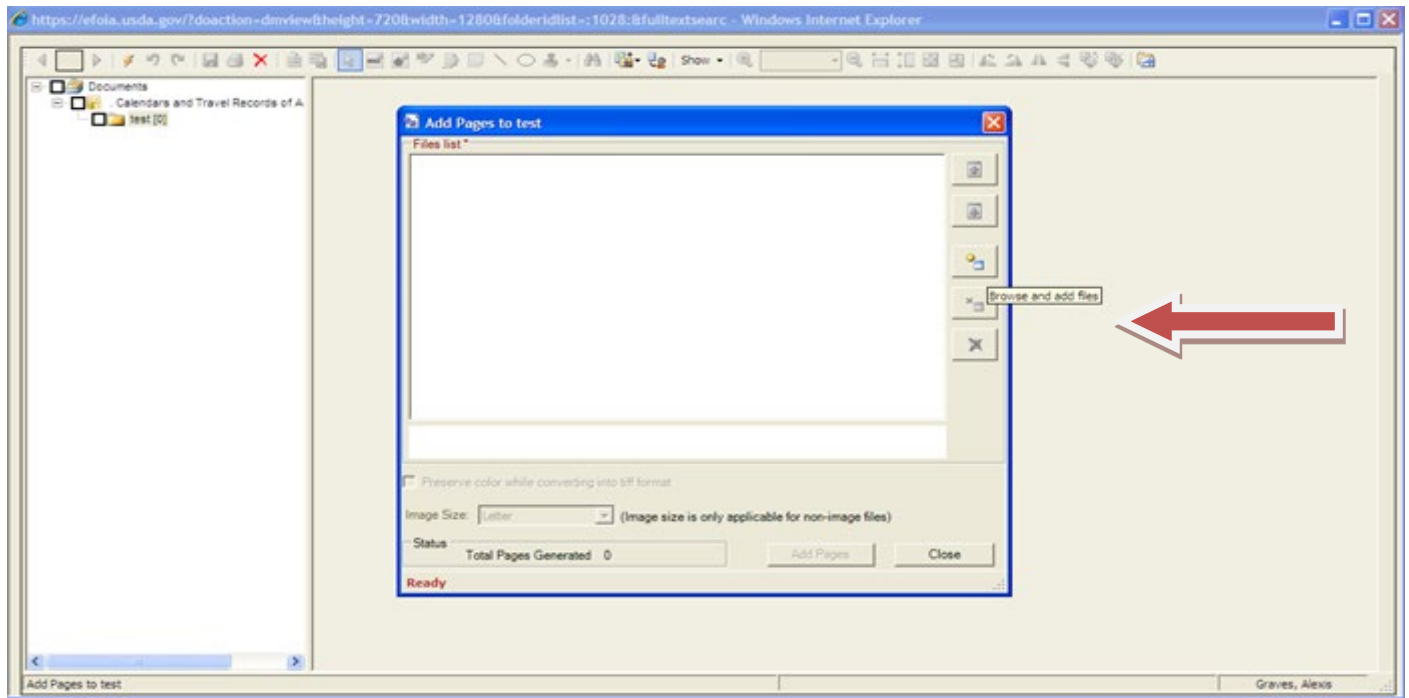 https://efoia.usda.gov/?doaction=dmview&height=720&width=1280&folderidlist=:1028:&fulltextsearc - Windows Internet Explorer
Show
Documents
. Calendars and Travel Records of A
test [0]
Add Pages to test
Files list *
Browse and add files
Preserve color while converting into tiff format
Image Size: Letter (Image size is only applicable for non-image files)
Status
Total Pages Generated 0
Add Pages
Close
Ready
Add Pages to test
Graves, Alexis